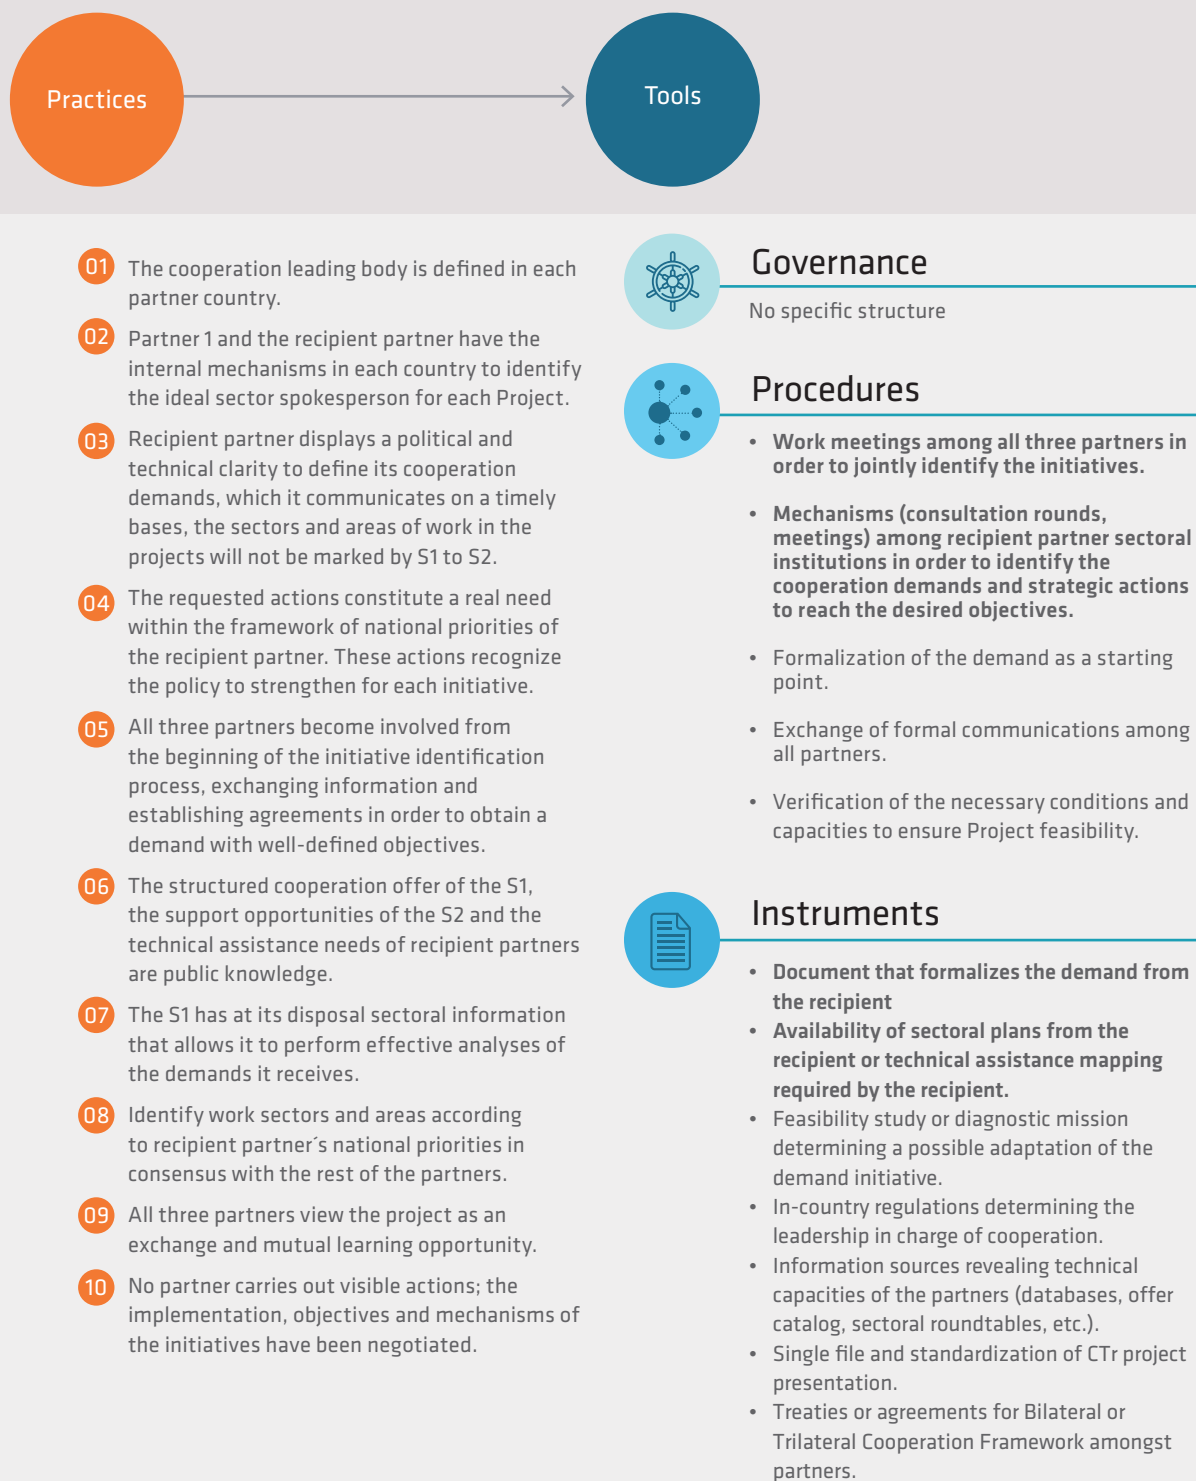 Practices
Tools
01
The cooperation leading body is defined in each
partner country.
02
Partner 1 and the recipient partner have the
internal mechanisms in each country to identify
the ideal sector spokesperson for each Project.
03
Recipient partner displays a political and
technical clarity to define its cooperation
demands, which it communicates on a timely
bases, the sectors and areas of work in the
projects will not be marked by S1 to S2.
04
The requested actions constitute a real need
within the framework of national priorities of
the recipient partner. These actions recognize
the policy to strengthen for each initiative.
05
All three partners become involved from
the beginning of the initiative identification
process, exchanging information and
establishing agreements in order to obtain a
demand with well-defined objectives.
06
The structured cooperation offer of the S1,
the support opportunities of the S2 and the
technical assistance needs of recipient partners
are public knowledge.
07
The S1 has at its disposal sectoral information
that allows it to perform effective analyses of
the demands it receives.
08
Identify work sectors and areas according
to recipient partner´s national priorities in
consensus with the rest of the partners.
09
All three partners view the project as an
exchange and mutual learning opportunity.
10
No partner carries out visible actions; the
implementation, objectives and mechanisms of
the initiatives have been negotiated.
Governance
No specific structure
Procedures
• Work meetings among all three partners in
order to jointly identify the initiatives.
• Mechanisms (consultation rounds,
meetings) among recipient partner sectoral
institutions in order to identify the
cooperation demands and strategic actions
to reach the desired objectives.
• Formalization of the demand as a starting
point.
• Exchange of formal communications among
all partners.
• Verification of the necessary conditions and
capacities to ensure Project feasibility.
Instruments
• Document that formalizes the demand from
the recipient
• Availability of sectoral plans from the
recipient or technical assistance mapping
required by the recipient.
• Feasibility study or diagnostic mission
determining a possible adaptation of the
demand initiative.
• In-country regulations determining the
leadership in charge of cooperation.
• Information sources revealing technical
capacities of the partners (databases, offer
catalog, sectoral roundtables, etc.).
• Single file and standardization of CTr project
presentation.
• Treaties or agreements for Bilateral or
Trilateral Cooperation Framework amongst
partners.